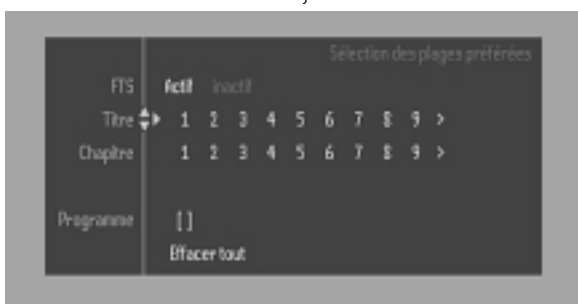 Sélection des plages préférées
FTS Actif Inactif
Titre 1 2 3 4 5 6 7 8 9 >
Chapitre 1 2 3 4 5 6 7 8 9 >
Programme [ ]
Effacer tout